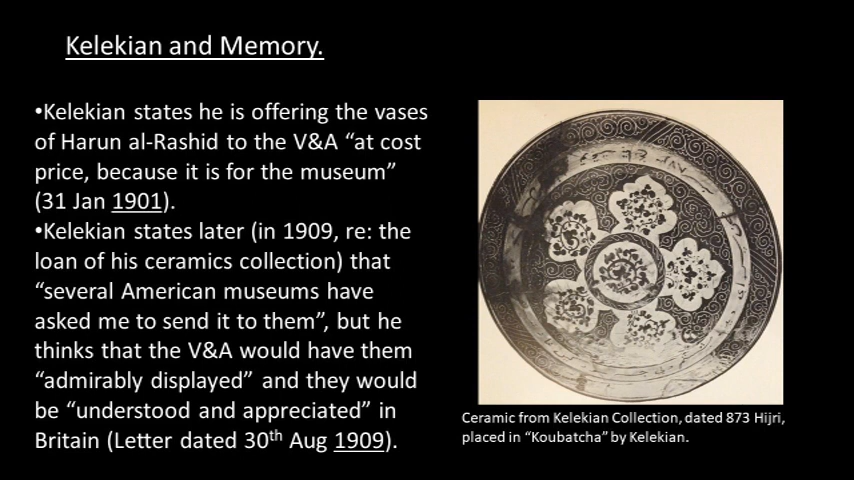 Kelekian and Memory.
•Kelekian states he is offering the vases
of Harun al-Rashid to the V&A “at cost
price, because it is for the museum”
(31 Jan 1901).
•Kelekian states later (in 1909, re: the
loan of his ceramics collection) that
“several American museums have
asked me to send it to them”, but he
thinks that the V&A would have them
“admirably displayed” and they would
be “understood and appreciated” in
Britain (Letter dated 30th Aug 1909).
Ceramic from Kelekian Collection, dated 873 Hijri,
placed in “Koubatcha” by Kelekian.